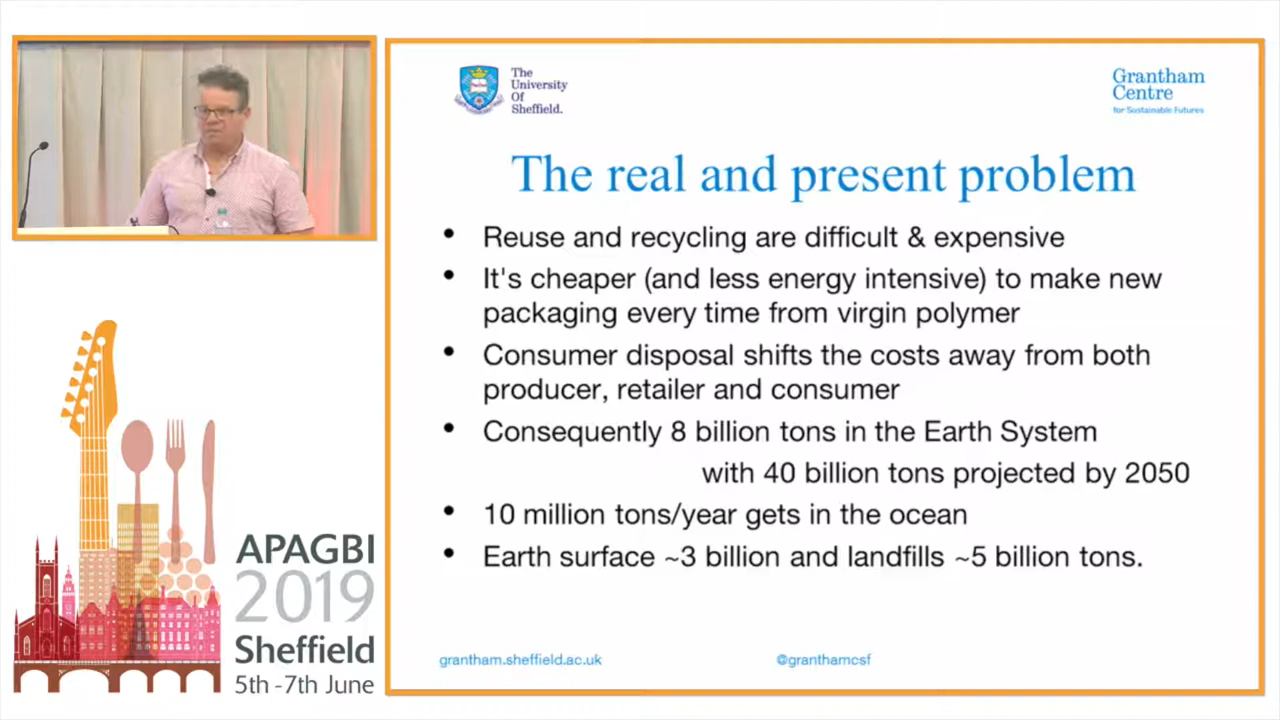 The
University
Of
Sheffield.
Grantham
Centre
for Sustainable Futures
The real and present problem
• Reuse and recycling are difficult & expensive
• It's cheaper (and less energy intensive) to make new
packaging every time from virgin polymer
• Consumer disposal shifts the costs away from both
producer, retailer and consumer
• Consequently 8 billion tons in the Earth System
with 40 billion tons projected by 2050
• 10 million tons/year gets in the ocean
• Earth surface ~3 billion and landfills ~5 billion tons.
grantham.sheffield.ac.uk
@granthamcsf
APAGBI
2019
Sheffield
5th -7th June